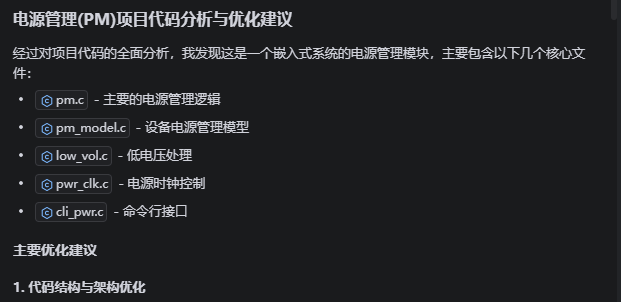 电源管理(PM)项目代码分析与优化建议
经过对项目代码的全面分析，我发现这是一个嵌入式系统的电源管理模块，主要包含以下几个核心文
件：
• pm.c - 主要的电源管理逻辑
• pm_model.c - 设备电源管理模型
• low_vol.c - 低电压处理
• pwr_clk.c - 电源时钟控制
• cli_pwr.c - 命令行接口
主要优化建议
1. 代码结构与架构优化